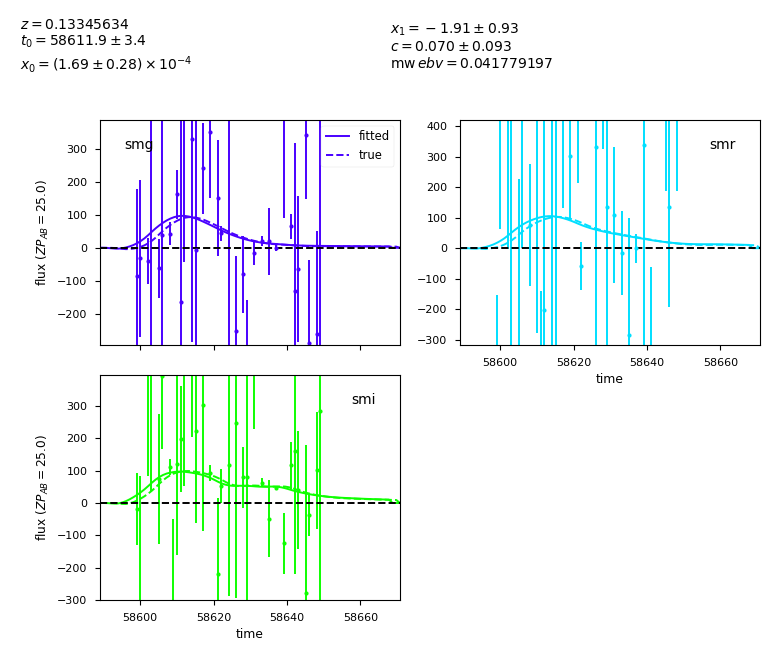 z = 0.13345634
t0 = 58611.9 ± 3.4
x0 = (1.69 ± 0.28) × 10^−4
x1 = −1.91 ± 0.93
c = 0.070 ± 0.093
mw ebv = 0.041779197
smg
fitted
true
flux (ZP_AB = 25.0)
300
200
100
0
−100
−200
smr
400
300
200
100
0
−100
−200
−300
58600
58620
58640
58660
time
smi
flux (ZP_AB = 25.0)
300
200
100
0
−100
−200
−300
58600
58620
58640
58660
time